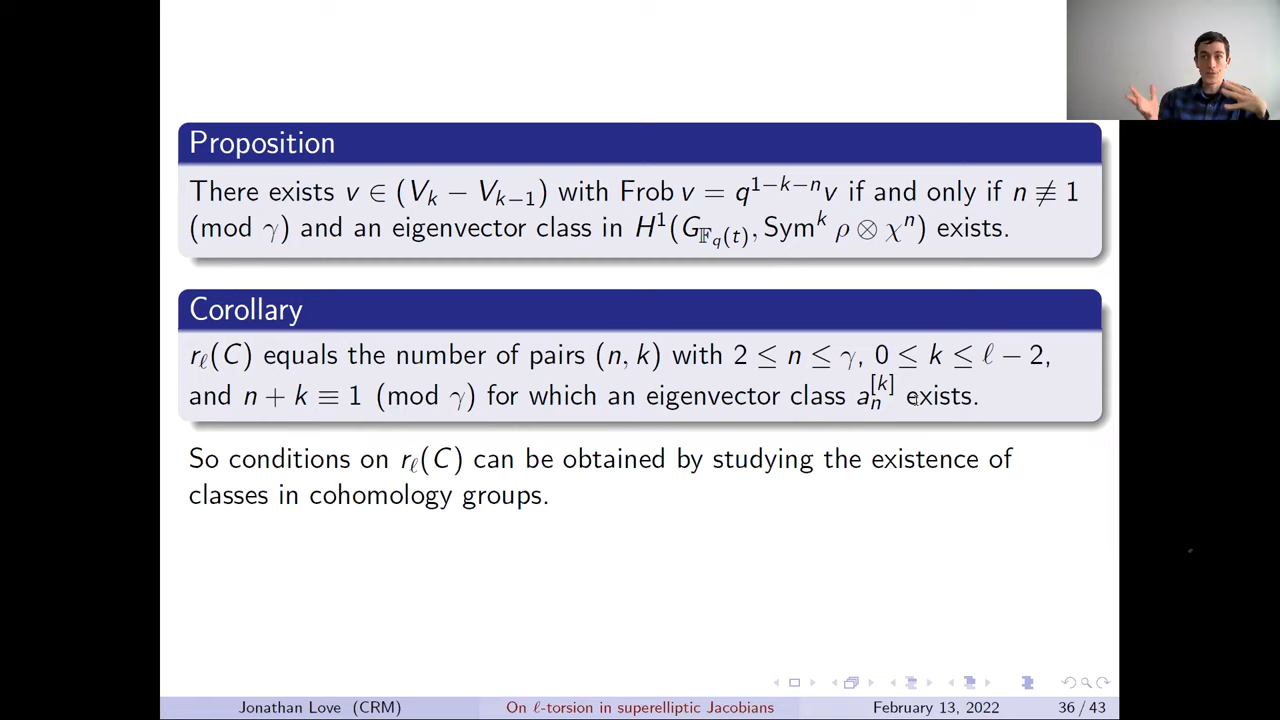 Proposition
There exists v ∈ (V_k − V_{k−1}) with Frob v = q^{1−k−n}v if and only if n ≢ 1
(mod γ) and an eigenvector class in H^1(G_{𝔽_q(t)}, Sym^k ρ ⊗ χ^n) exists.
Corollary
r_ℓ(C) equals the number of pairs (n, k) with 2 ≤ n ≤ γ, 0 ≤ k ≤ ℓ − 2,
and n + k ≡ 1 (mod γ) for which an eigenvector class a_n^{[k]} exists.
So conditions on r_ℓ(C) can be obtained by studying the existence of
classes in cohomology groups.
Jonathan Love (CRM) On ℓ-torsion in superelliptic Jacobians February 13, 2022 36 / 43